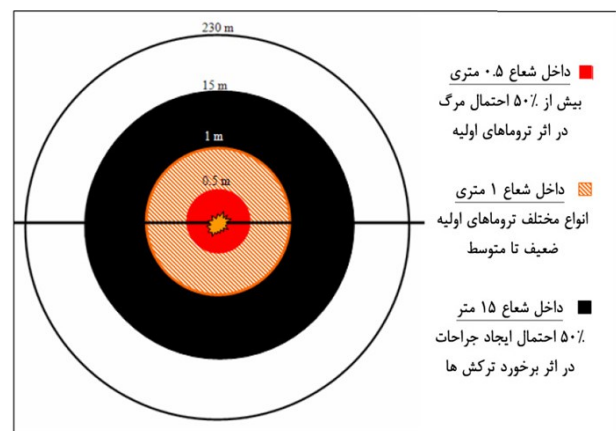 230 m
15 m
1 m
0.5 m
داخل شعاع ۰.۵ متری
بیش از ۵۰٪ احتمال مرگ
در اثر تروماهای اولیه
داخل شعاع ۱ متری
انواع مختلف تروماهای اولیه
ضعیف تا متوسط
داخل شعاع ۱۵ متر
۵۰٪ احتمال ایجاد جراحات
در اثر برخورد ترکش ها